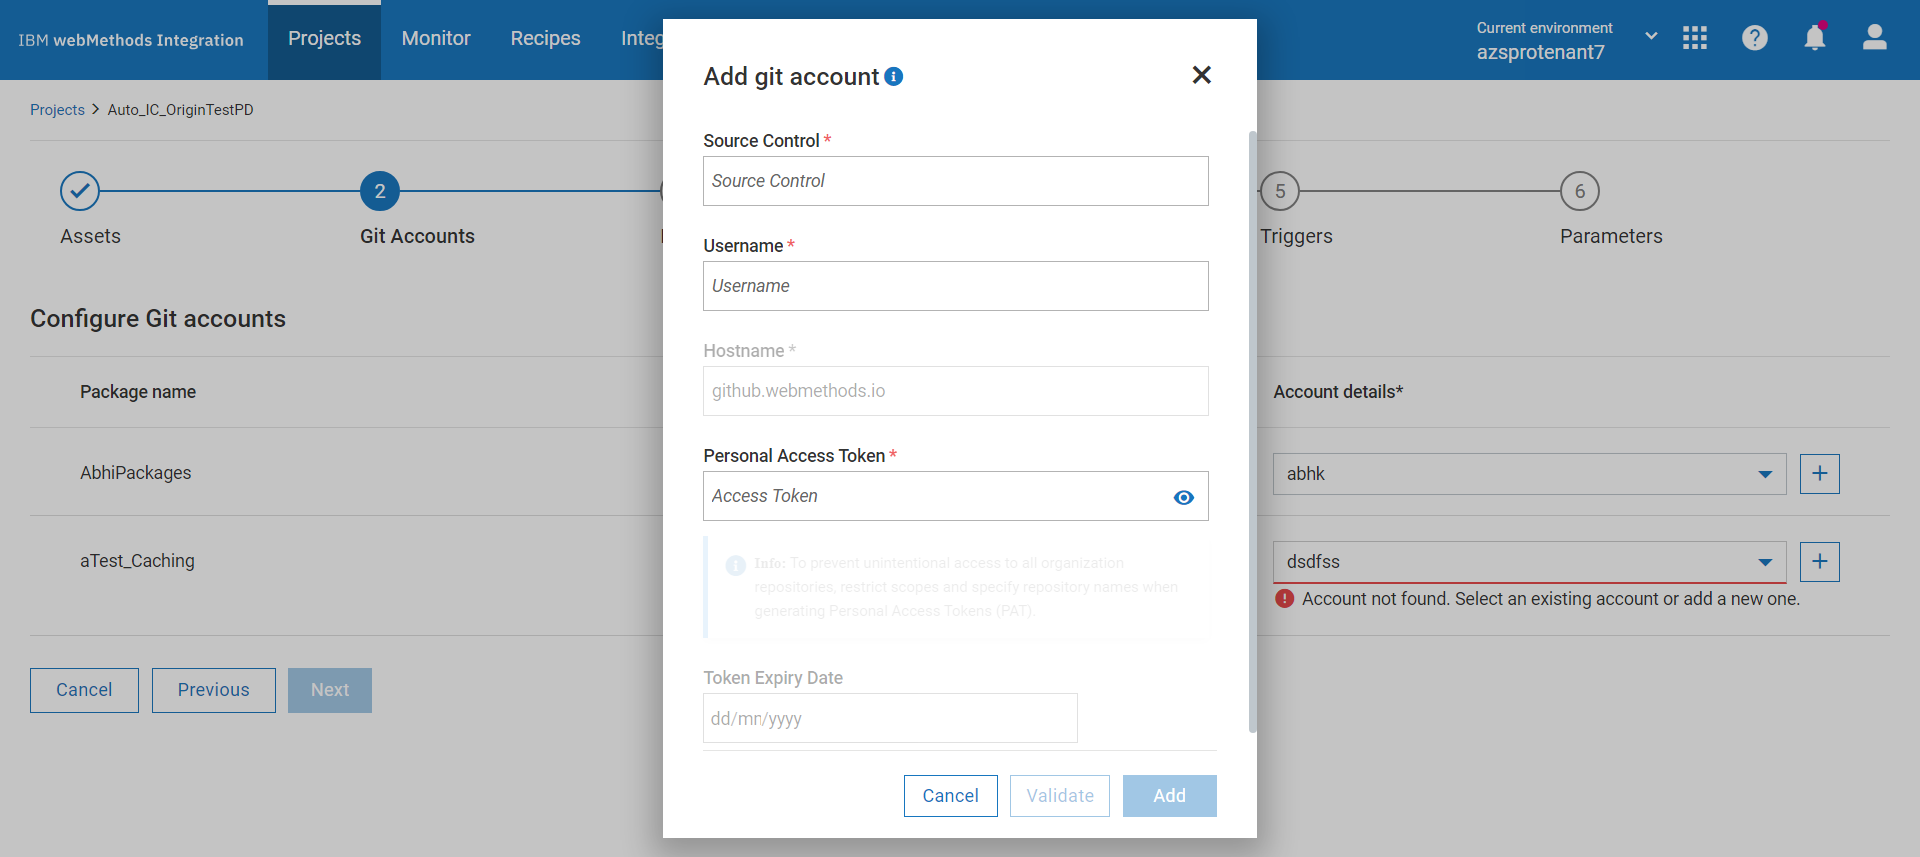 IBM webMethods Integration
Projects
Monitor
Recipes
Integ
Current environment
azsprotenant7
Projects > Auto_IC_OriginTestPD
Assets
2
Git Accounts
5
Triggers
6
Parameters
Configure Git accounts
Package name
Account details*
AbhiPackages
abhk
aTest_Caching
dsdfss
Account not found. Select an existing account or add a new one.
Cancel
Previous
Next
Add git account
Source Control *
Source Control
Username *
Username
Hostname *
github.webmethods.io
Personal Access Token *
Access Token
Info: To prevent unintentional access to all organization
repositories, restrict scopes and specify repository names when
generating Personal Access Tokens (PAT).
Token Expiry Date
dd/mn/yyyy
Cancel
Validate
Add